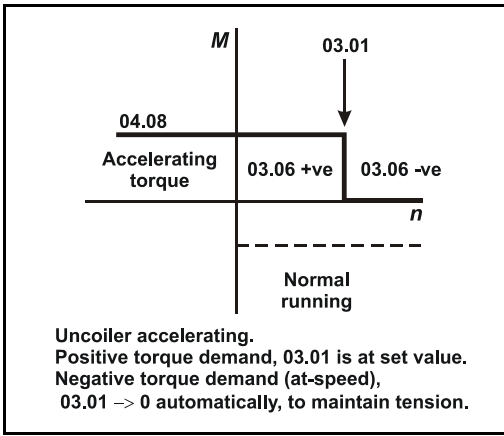 M
03.01
04.08
Accelerating
torque
03.06 +ve
03.06 -ve
n
Normal
running
Uncoiler accelerating.
Positive torque demand, 03.01 is at set value.
Negative torque demand (at-speed),
03.01 –> 0 automatically, to maintain tension.